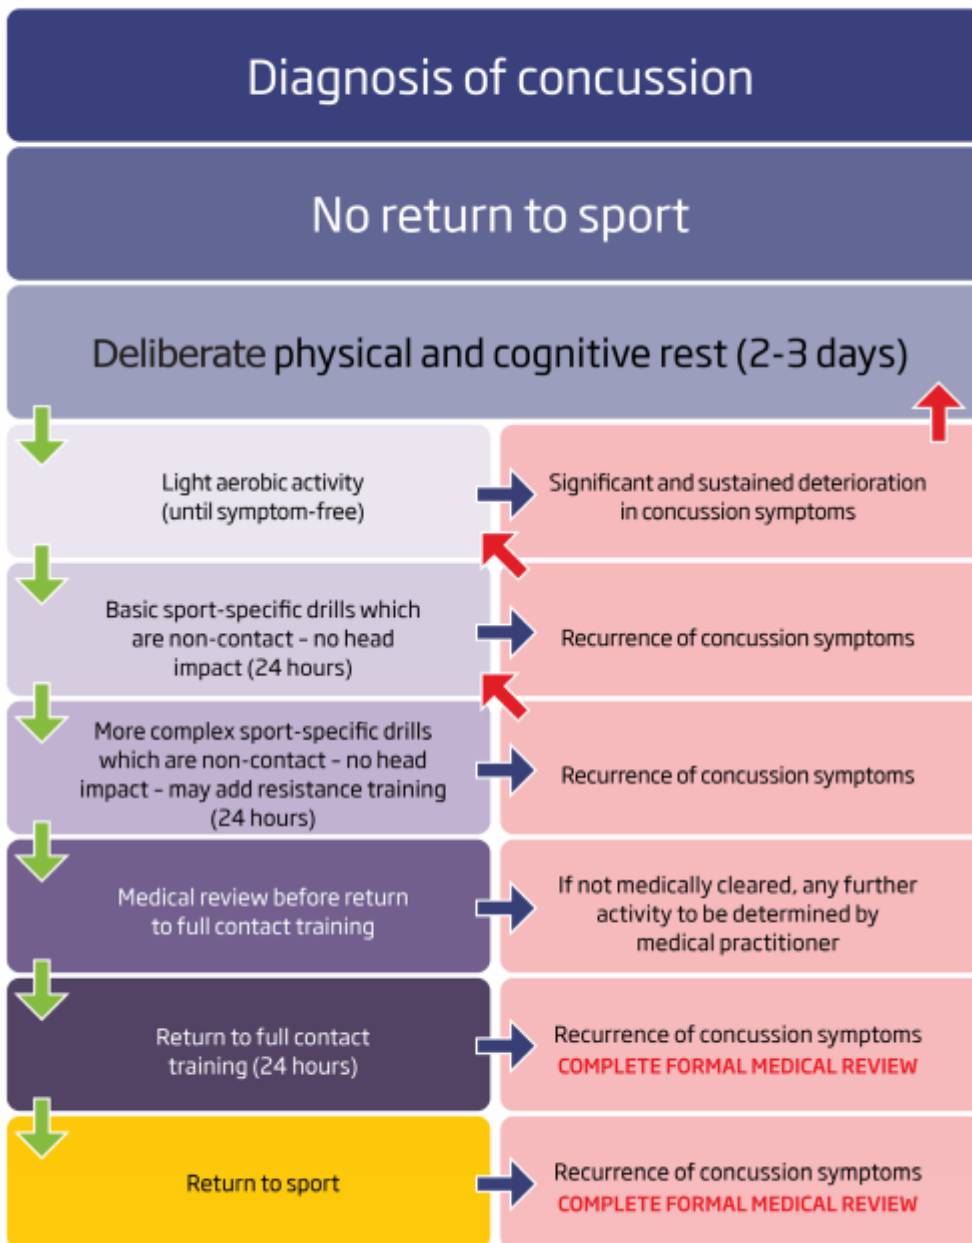 Diagnosis of concussion
No return to sport
Deliberate physical and cognitive rest (2-3 days)
Light aerobic activity
(until symptom-free)
Significant and sustained deterioration
in concussion symptoms
Basic sport-specific drills which
are non-contact – no head
impact (24 hours)
Recurrence of concussion symptoms
More complex sport-specific drills
which are non-contact – no head
impact – may add resistance training
(24 hours)
Recurrence of concussion symptoms
Medical review before return
to full contact training
If not medically cleared, any further
activity to be determined by
medical practitioner
Return to full contact
training (24 hours)
Recurrence of concussion symptoms
COMPLETE FORMAL MEDICAL REVIEW
Return to sport
Recurrence of concussion symptoms
COMPLETE FORMAL MEDICAL REVIEW